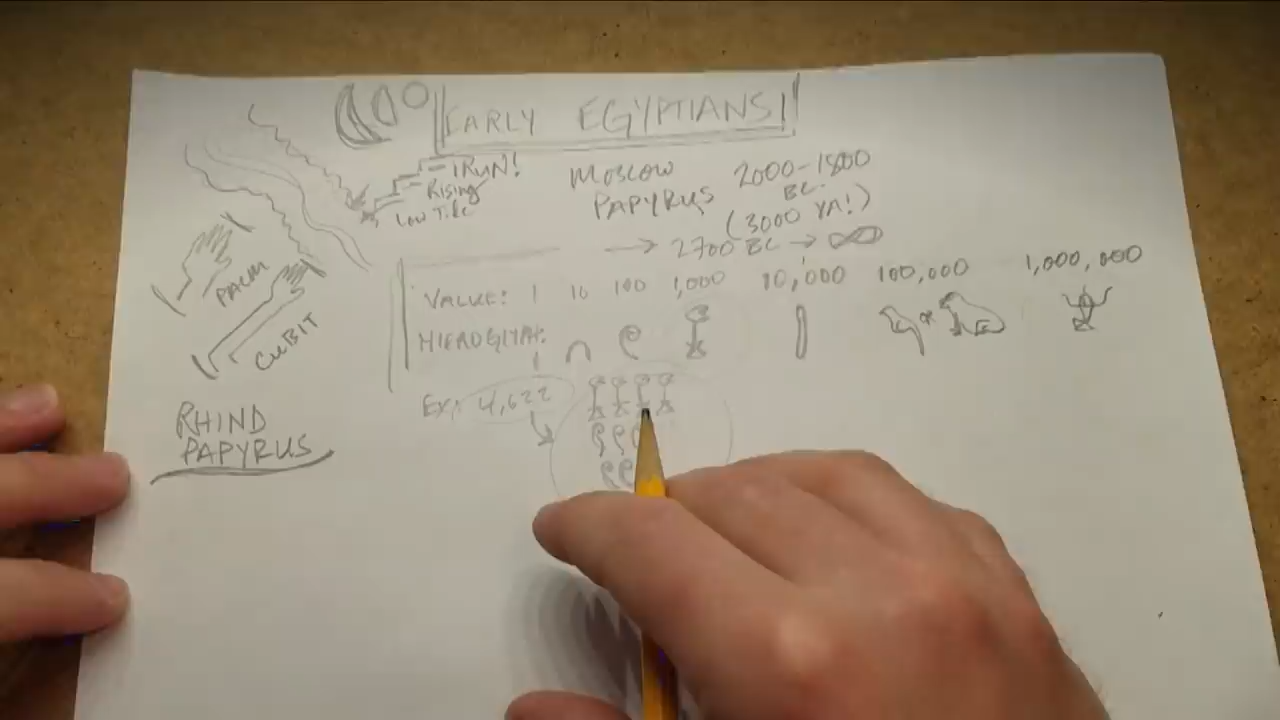 EARLY EGYPTIANS!
RUN!
Rising
Low Tide
MOSCOW
PAPYRUS
2000-1800
BC.
(3000 YA!)
→ 2700 BC → ∞
PALM
CUBIT
VALUE: 1 10 100 1,000 10,000 100,000 1,000,000
HIEROGLYPH:
or
EX: 4,622
RHIND
PAPYRUS